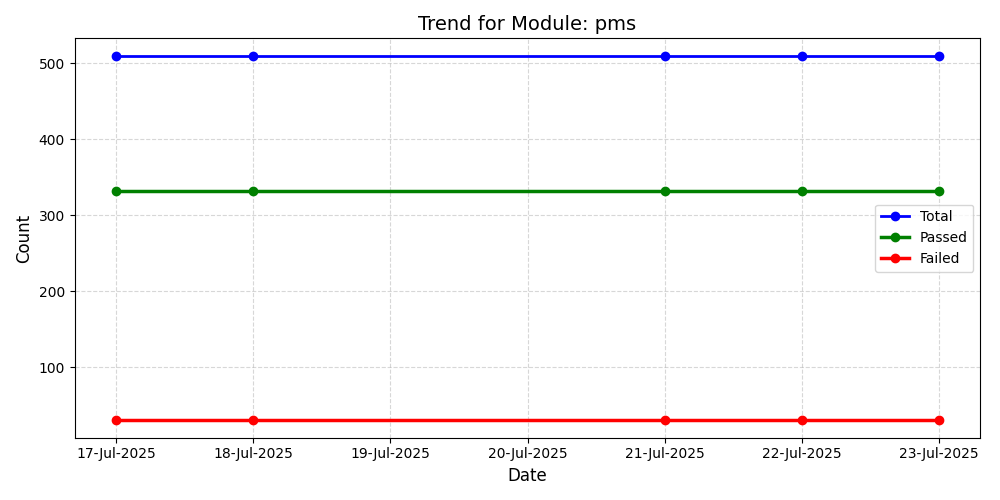 Trend for Module: pms
Count
500
400
300
200
100
Total
Passed
Failed
17-Jul-2025 18-Jul-2025 19-Jul-2025 20-Jul-2025 21-Jul-2025 22-Jul-2025 23-Jul-2025
Date